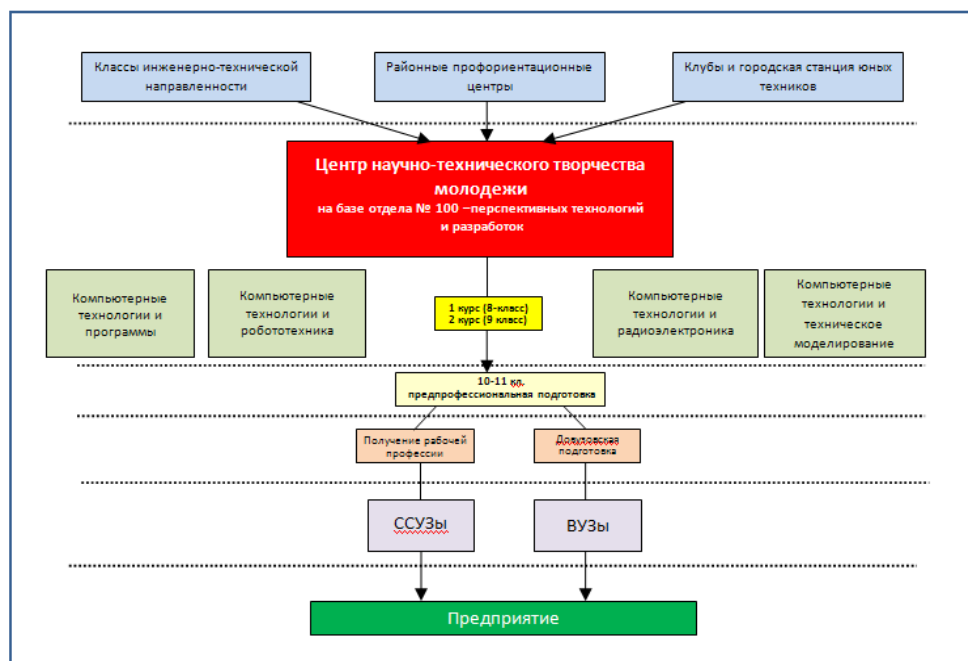 Классы инженерно-технической
направленности
Районные профориентационные
центры
Клубы и городская станция юных
техников
Центр научно-технического творчества
молодежи
на базе отдела № 100 –перспективных технологий
и разработок
Компьютерные
технологии и
программы
Компьютерные
технологии и
робототехника
1 курс (8-класс)
2 курс (9 класс)
Компьютерные
технологии и
радиоэлектроника
Компьютерные
технологии и
техническое
моделирование
10-11 кл.
предпрофессиональная подготовка
Получение рабочей
профессии
Довузовская
подготовка
ССУЗы
ВУЗы
Предприятие